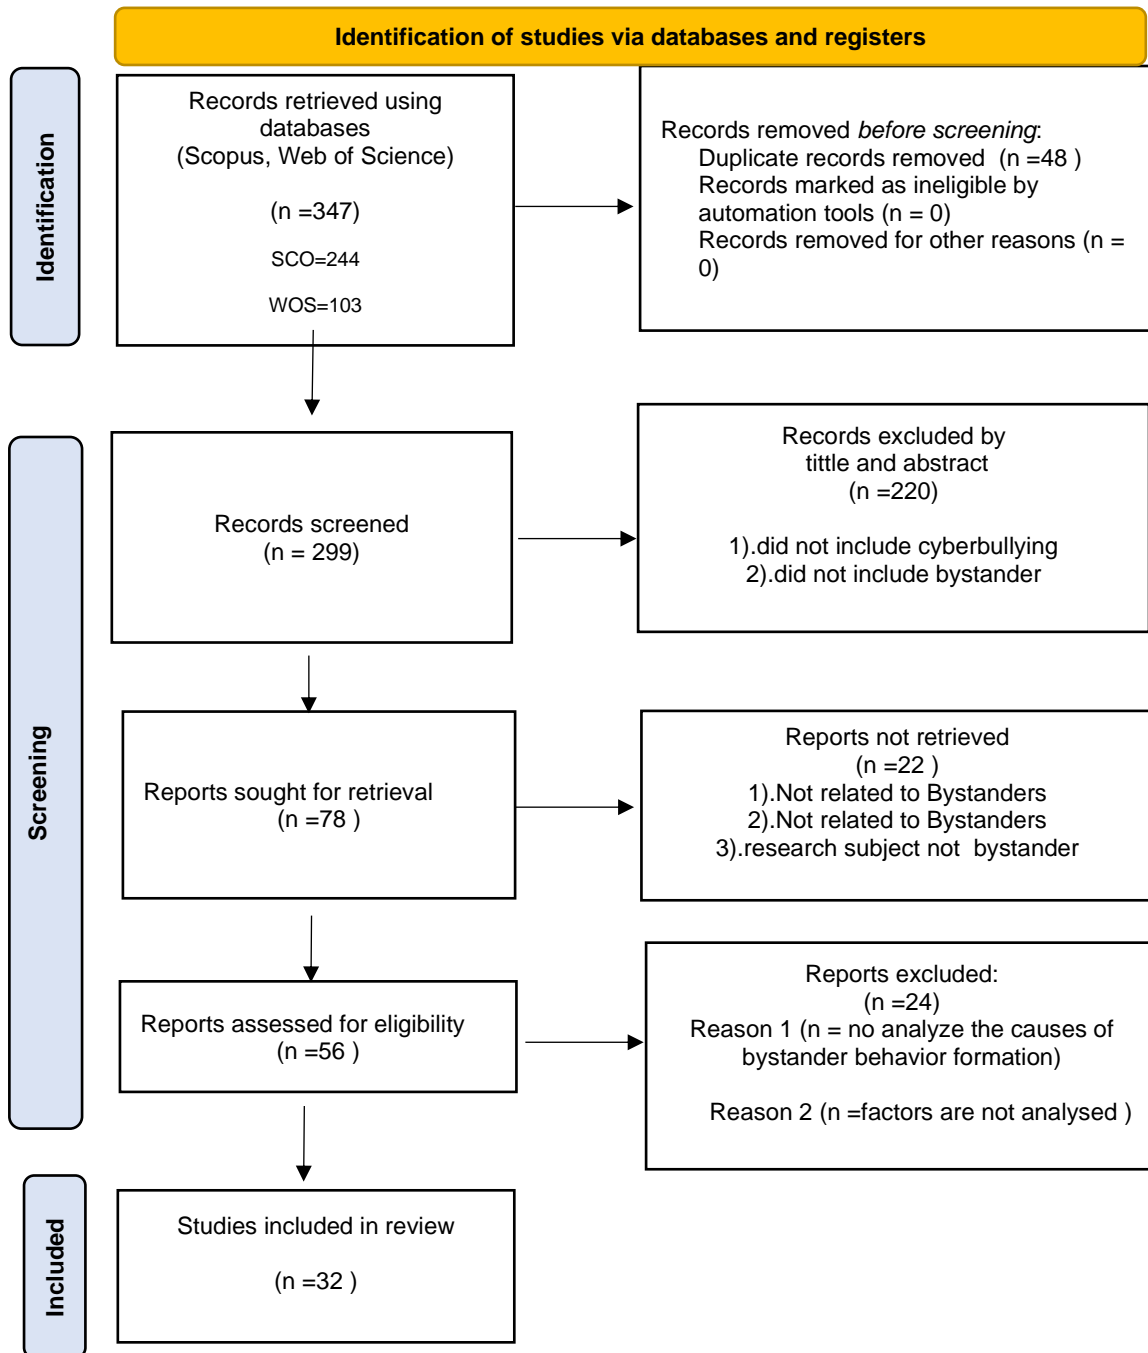 Identification of studies via databases and registers
Identification
Records retrieved using
databases
(Scopus, Web of Science)
(n =347)
SCO=244
WOS=103
Records removed before screening:
Duplicate records removed  (n =48 )
Records marked as ineligible by
automation tools (n = 0)
Records removed for other reasons (n =
0)
Screening
Records screened
(n = 299)
Records excluded by
tittle and abstract
(n =220)
1).did not include cyberbullying
2).did not include bystander
Reports sought for retrieval
(n =78 )
Reports not retrieved
(n =22 )
1).Not related to Bystanders
2).Not related to Bystanders
3).research subject not  bystander
Reports assessed for eligibility
(n =56 )
Reports excluded:
(n =24)
Reason 1 (n = no analyze the causes of
bystander behavior formation)
Reason 2 (n =factors are not analysed )
Included
Studies included in review
(n =32 )